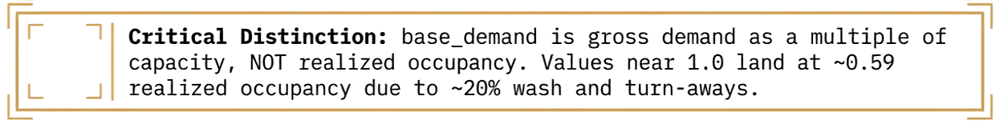 Critical Distinction: base_demand is gross demand as a multiple of
capacity, NOT realized occupancy. Values near 1.0 land at ~0.59
realized occupancy due to ~20% wash and turn-aways.